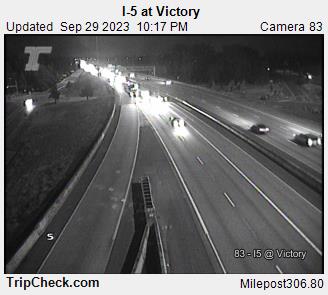 I-5 at Victory
Updated Sep 29 2023 10:17 PM Camera 83
T
S
83 - I5 @ Victory
TripCheck.com Milepost306.80